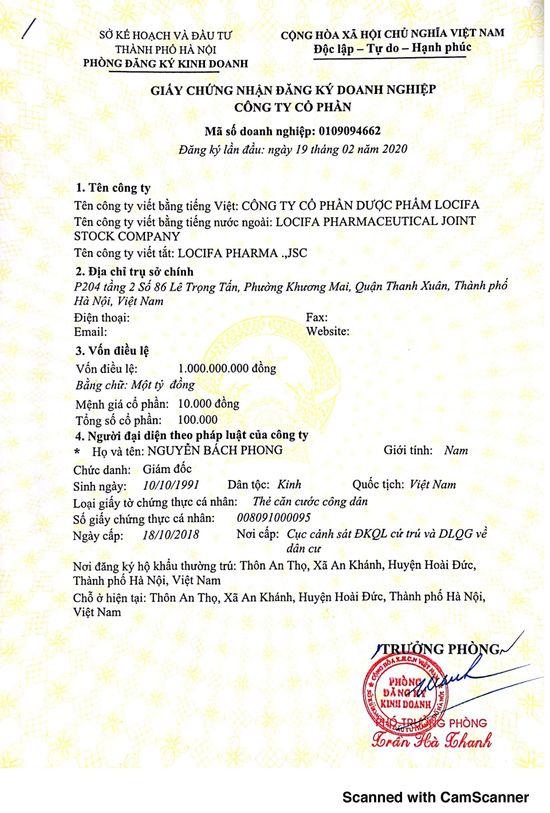 SỞ KẾ HOẠCH VÀ ĐẦU TƯ
THÀNH PHỐ HÀ NỘI
PHÒNG ĐĂNG KÝ KINH DOANH
CỘNG HÒA XÃ HỘI CHỦ NGHĨA VIỆT NAM
Độc lập – Tự do – Hạnh phúc
GIẤY CHỨNG NHẬN ĐĂNG KÝ DOANH NGHIỆP
CÔNG TY CỔ PHẦN
Mã số doanh nghiệp: 0109094662
Đăng ký lần đầu: ngày 19 tháng 02 năm 2020
1. Tên công ty
Tên công ty viết bằng tiếng Việt: CÔNG TY CỔ PHẦN DƯỢC PHẨM LOCIFA
Tên công ty viết bằng tiếng nước ngoài: LOCIFA PHARMACEUTICAL JOINT
STOCK COMPANY
Tên công ty viết tắt: LOCIFA PHARMA .,JSC
2. Địa chỉ trụ sở chính
P204 tầng 2 Số 86 Lê Trọng Tấn, Phường Khương Mai, Quận Thanh Xuân, Thành phố
Hà Nội, Việt Nam
Điện thoại: Fax:
Email: Website:
3. Vốn điều lệ
Vốn điều lệ: 1.000.000.000 đồng
Bằng chữ: Một tỷ đồng
Mệnh giá cổ phần: 10.000 đồng
Tổng số cổ phần: 100.000
4. Người đại diện theo pháp luật của công ty
* Họ và tên: NGUYỄN BÁCH PHONG Giới tính: Nam
Chức danh: Giám đốc
Sinh ngày: 10/10/1991 Dân tộc: Kinh Quốc tịch: Việt Nam
Loại giấy tờ chứng thực cá nhân: Thẻ căn cước công dân
Số giấy chứng thực cá nhân: 008091000095
Ngày cấp: 18/10/2018 Nơi cấp: Cục cảnh sát ĐKQL cứ trú và DLQG về
dân cư
Nơi đăng ký hộ khẩu thường trú: Thôn An Thọ, Xã An Khánh, Huyện Hoài Đức,
Thành phố Hà Nội, Việt Nam
Chỗ ở hiện tại: Thôn An Thọ, Xã An Khánh, Huyện Hoài Đức, Thành phố Hà Nội,
Việt Nam
TRƯỞNG PHÒNG
PHÒNG
ĐĂNG KÝ
KINH DOANH
PHÓ TRƯỞNG PHÒNG
Trần Hà Thanh
Scanned with CamScanner